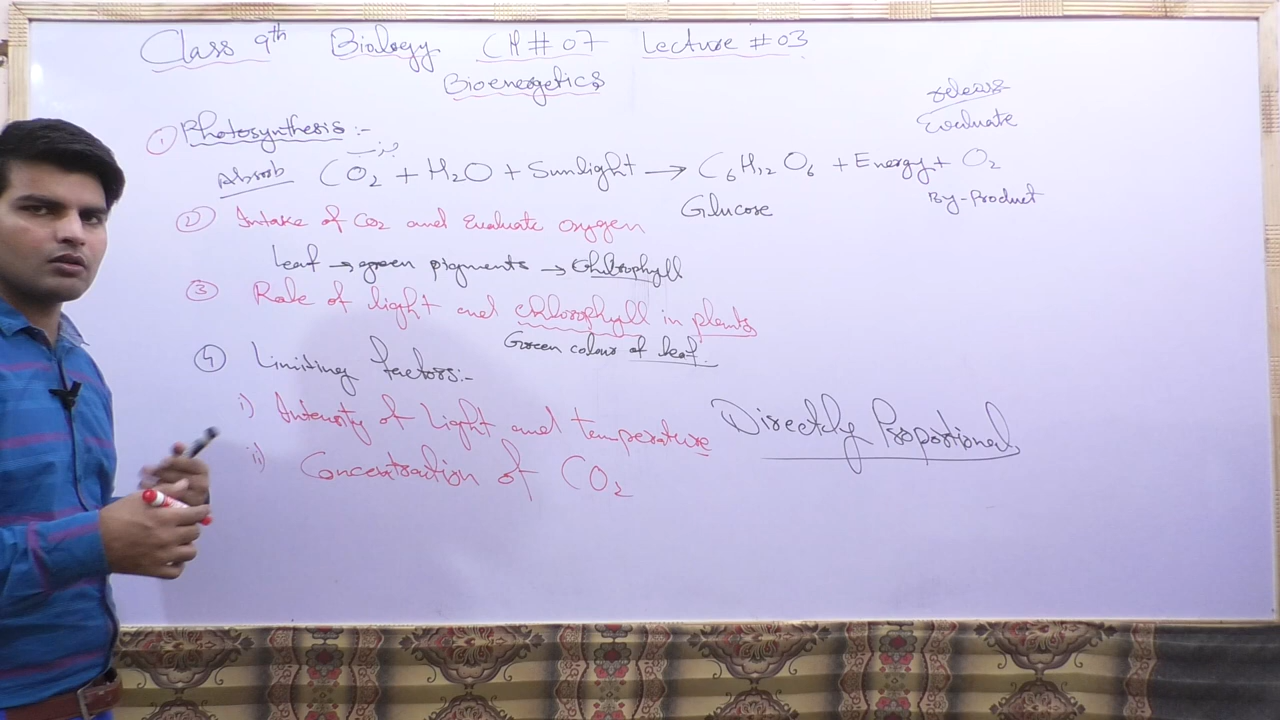 Class 9th Biology CH # 07 Lecture # 03
Bioenergetics
release
Evaluate
① Photosynthesis :-
جزب
Absorb CO2 + H2O + Sunlight → C6H12O6 + Energy + O2
Glucose By-Product
② Intake of CO2 and Evaluate oxygen
Leaf → green pigments → Chlorophyll
③ Role of light and chlorophyll in plants
Green colour of leaf.
④ Limiting factors:-
i) Intensity of Light and temperature Directly Proportional
ii) Concentration of CO2